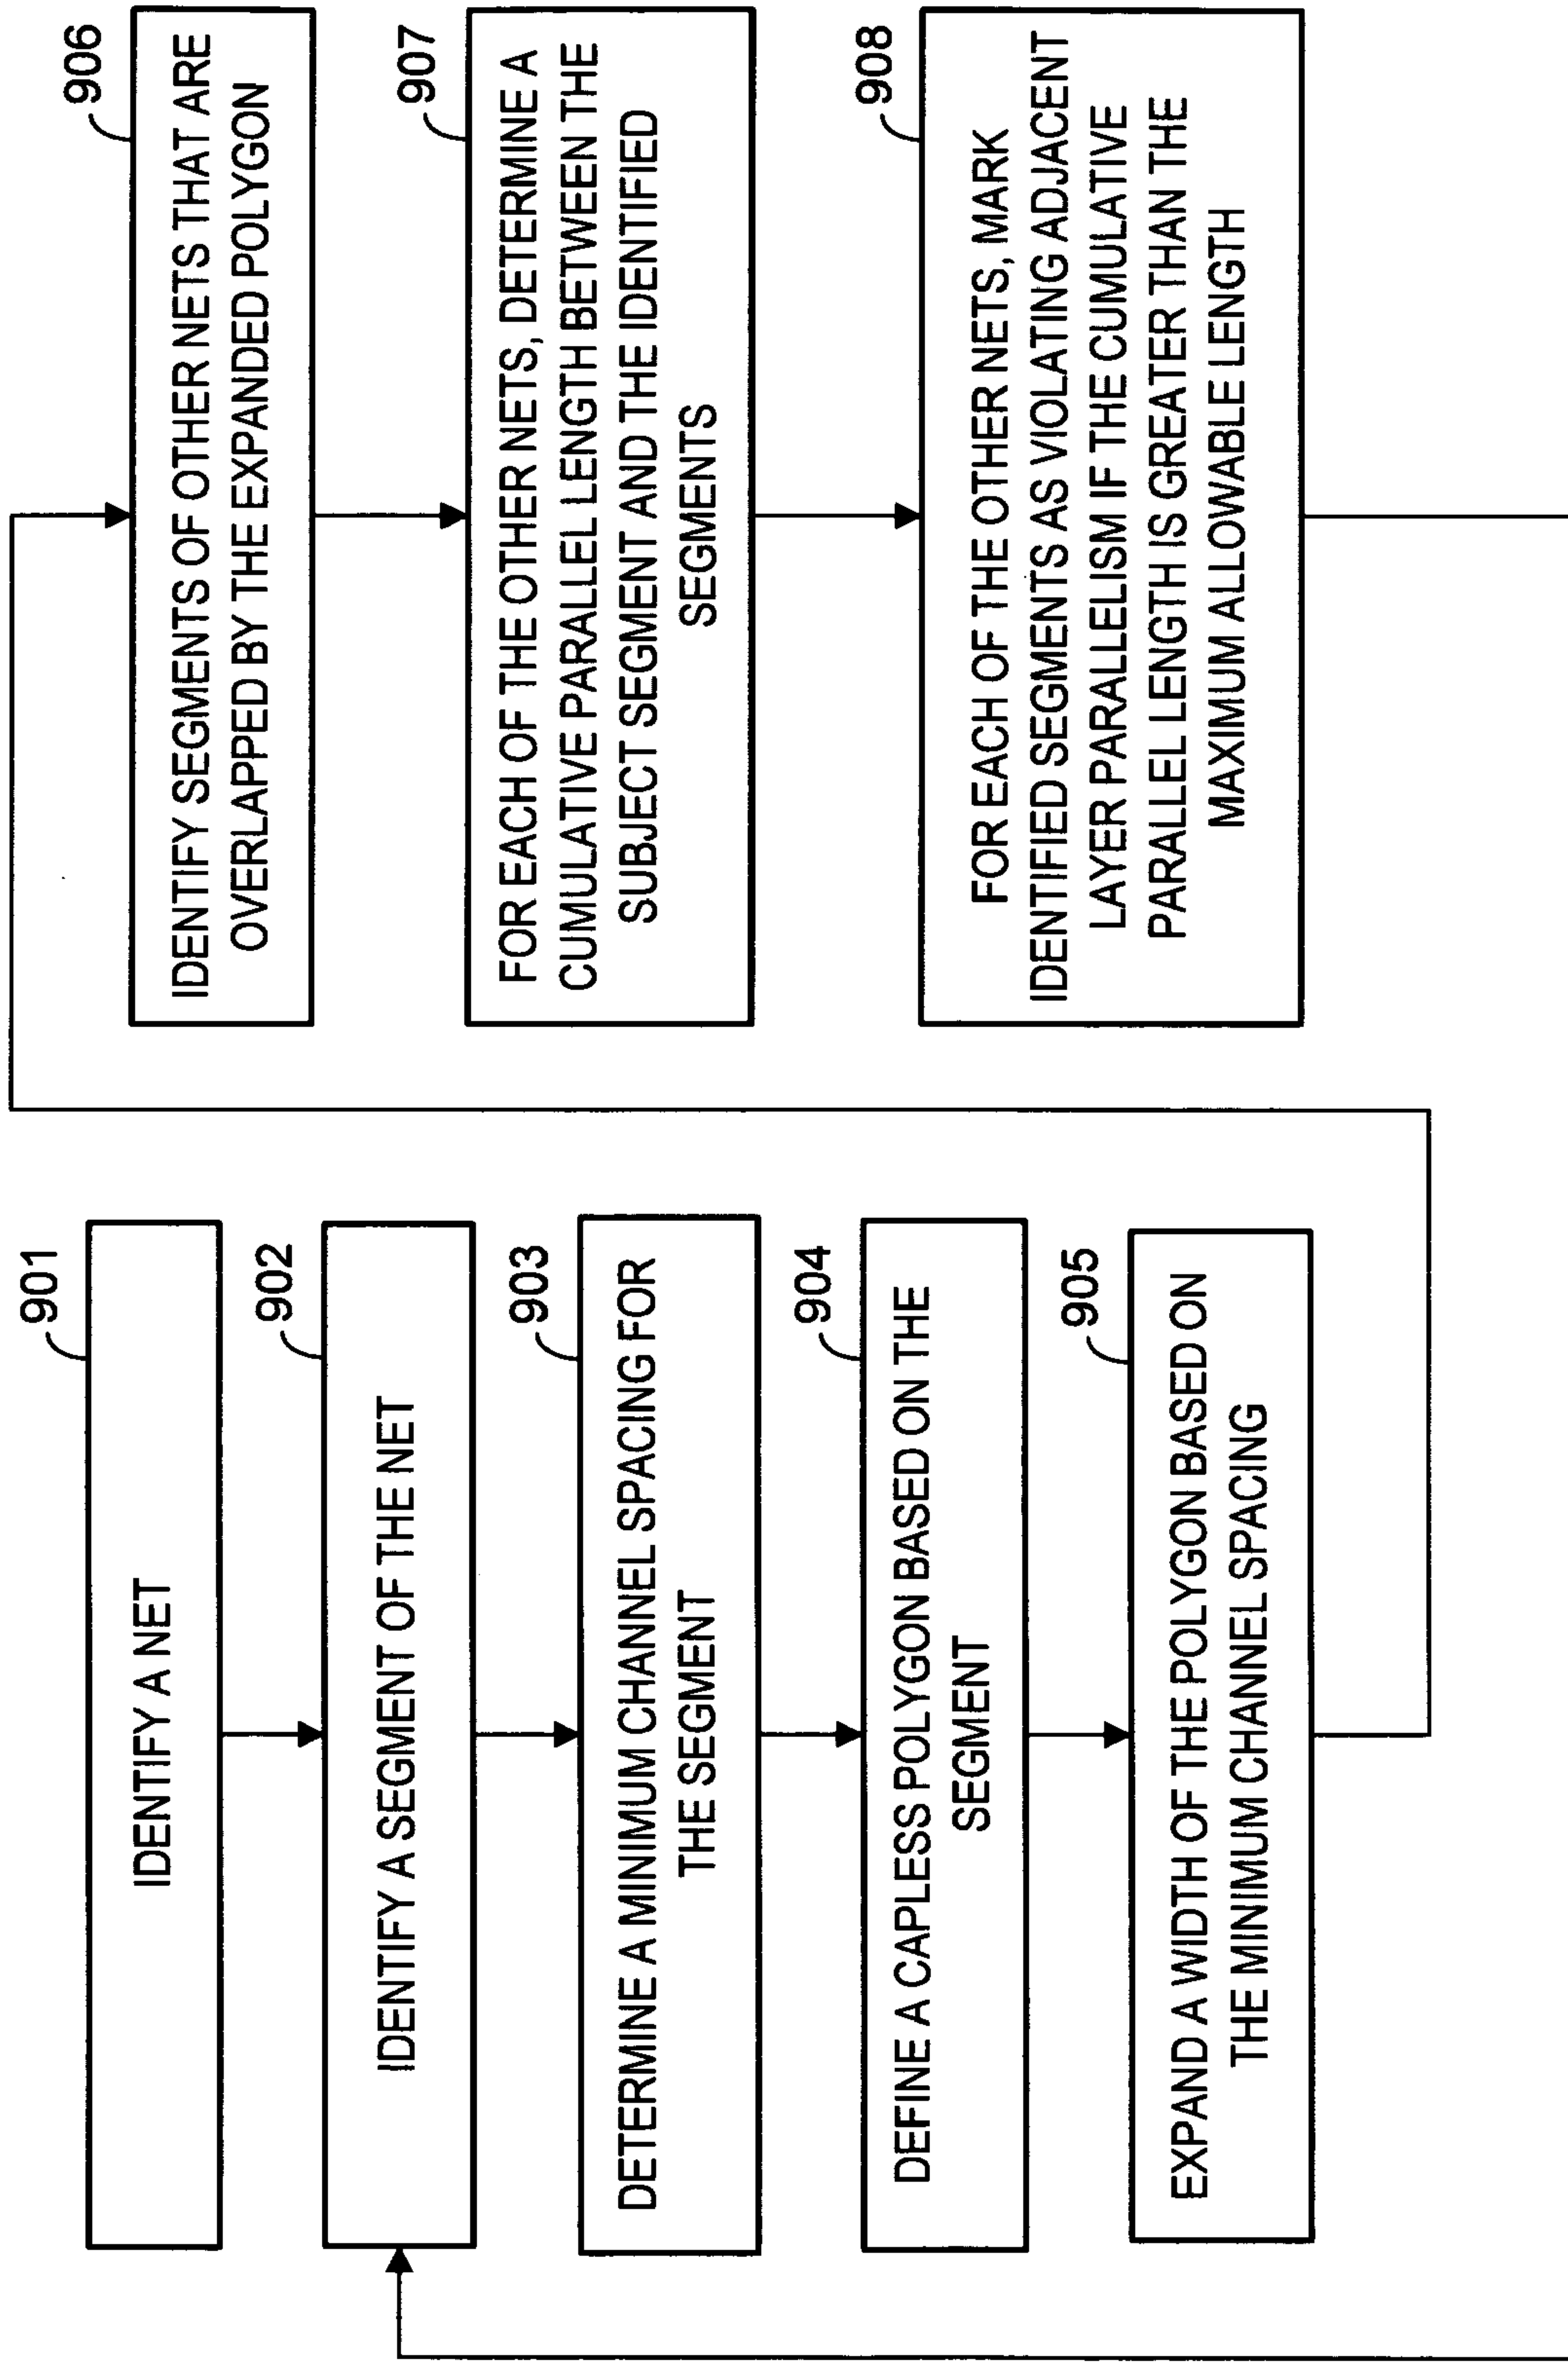 901
IDENTIFY A NET
902
IDENTIFY A SEGMENT OF THE NET
903
DETERMINE A MINIMUM CHANNEL SPACING FOR
THE SEGMENT
904
DEFINE A CAPLESS POLYGON BASED ON THE
SEGMENT
905
EXPAND A WIDTH OF THE POLYGON BASED ON
THE MINIMUM CHANNEL SPACING
906
IDENTIFY SEGMENTS OF OTHER NETS THAT ARE
OVERLAPPED BY THE EXPANDED POLYGON
907
FOR EACH OF THE OTHER NETS, DETERMINE A
CUMULATIVE PARALLEL LENGTH BETWEEN THE
SUBJECT SEGMENT AND THE IDENTIFIED
SEGMENTS
908
FOR EACH OF THE OTHER NETS, MARK
IDENTIFIED SEGMENTS AS VIOLATING ADJACENT
LAYER PARALLELISM IF THE CUMULATIVE
PARALLEL LENGTH IS GREATER THAN THE
MAXIMUM ALLOWABLE LENGTH